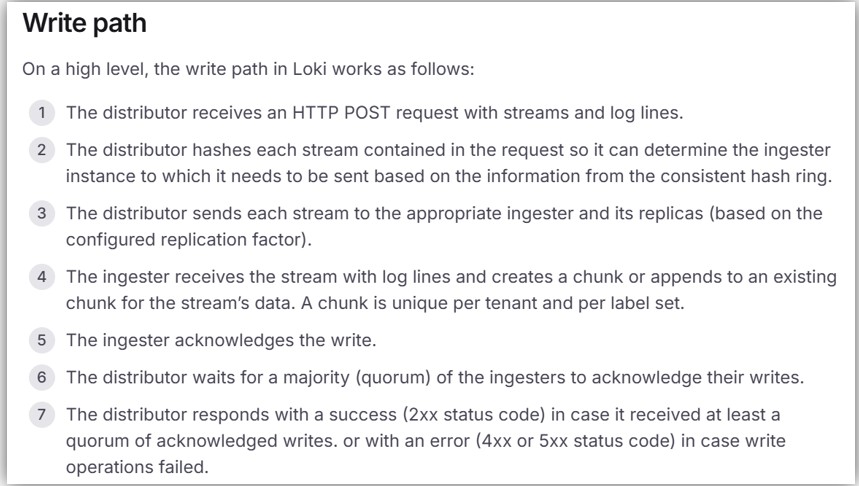 Write path
On a high level, the write path in Loki works as follows:
1 The distributor receives an HTTP POST request with streams and log lines.
2 The distributor hashes each stream contained in the request so it can determine the ingester
instance to which it needs to be sent based on the information from the consistent hash ring.
3 The distributor sends each stream to the appropriate ingester and its replicas (based on the
configured replication factor).
4 The ingester receives the stream with log lines and creates a chunk or appends to an existing
chunk for the stream’s data. A chunk is unique per tenant and per label set.
5 The ingester acknowledges the write.
6 The distributor waits for a majority (quorum) of the ingesters to acknowledge their writes.
7 The distributor responds with a success (2xx status code) in case it received at least a
quorum of acknowledged writes. or with an error (4xx or 5xx status code) in case write
operations failed.